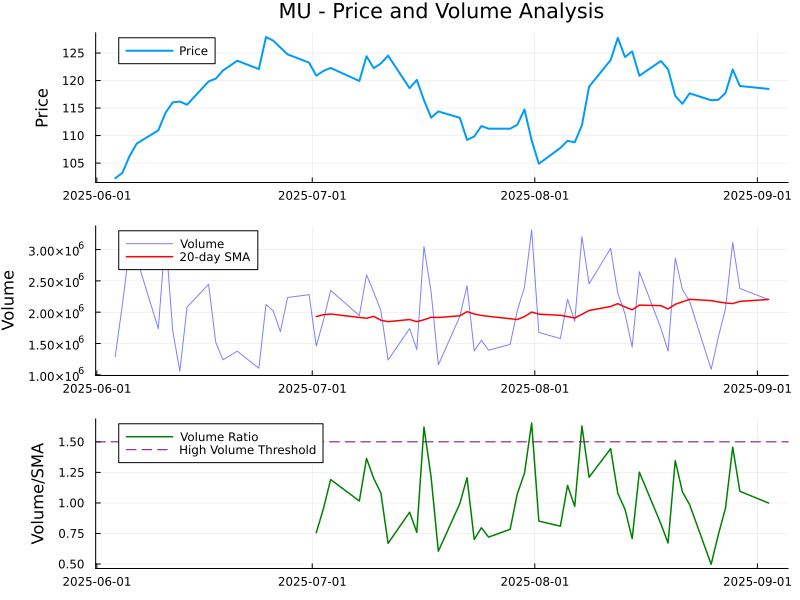 MU - Price and Volume Analysis
Price
125
120
115
110
105
Price
2025-06-01 2025-07-01 2025-08-01 2025-09-01
Volume
20-day SMA
3.00×10⁶
2.50×10⁶
2.00×10⁶
1.50×10⁶
1.00×10⁶
Volume
2025-06-01 2025-07-01 2025-08-01 2025-09-01
Volume Ratio
High Volume Threshold
1.50
1.25
1.00
0.75
0.50
Volume/SMA
2025-06-01 2025-07-01 2025-08-01 2025-09-01